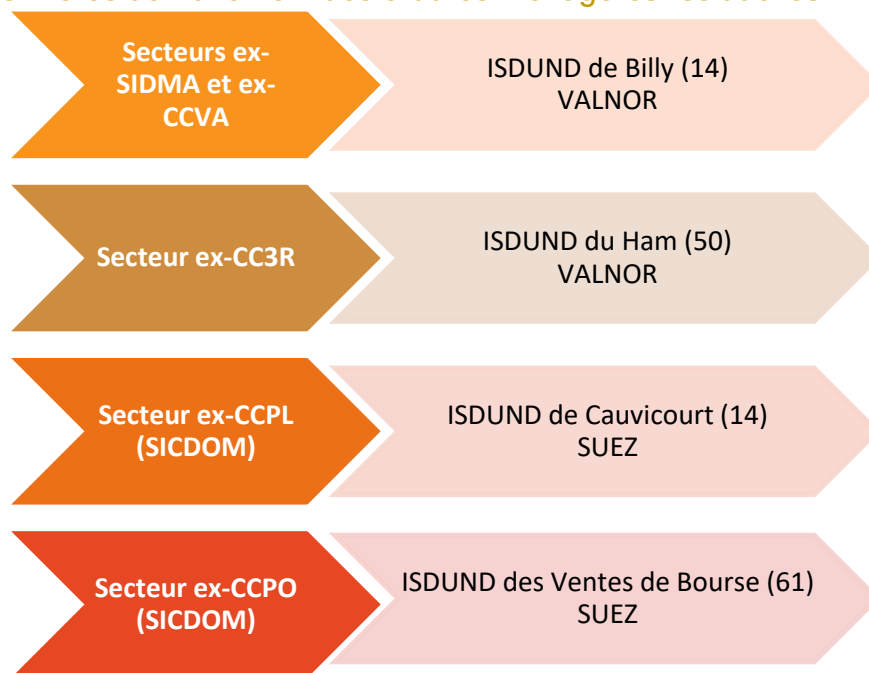 Secteurs ex-
SIDMA et ex-
CCVA
ISDUND de Billy (14)
VALNOR
Secteur ex-CC3R
ISDUND du Ham (50)
VALNOR
Secteur ex-CCPL
(SICDOM)
ISDUND de Cauvicourt (14)
SUEZ
Secteur ex-CCPO
(SICDOM)
ISDUND des Ventes de Bourse (61)
SUEZ